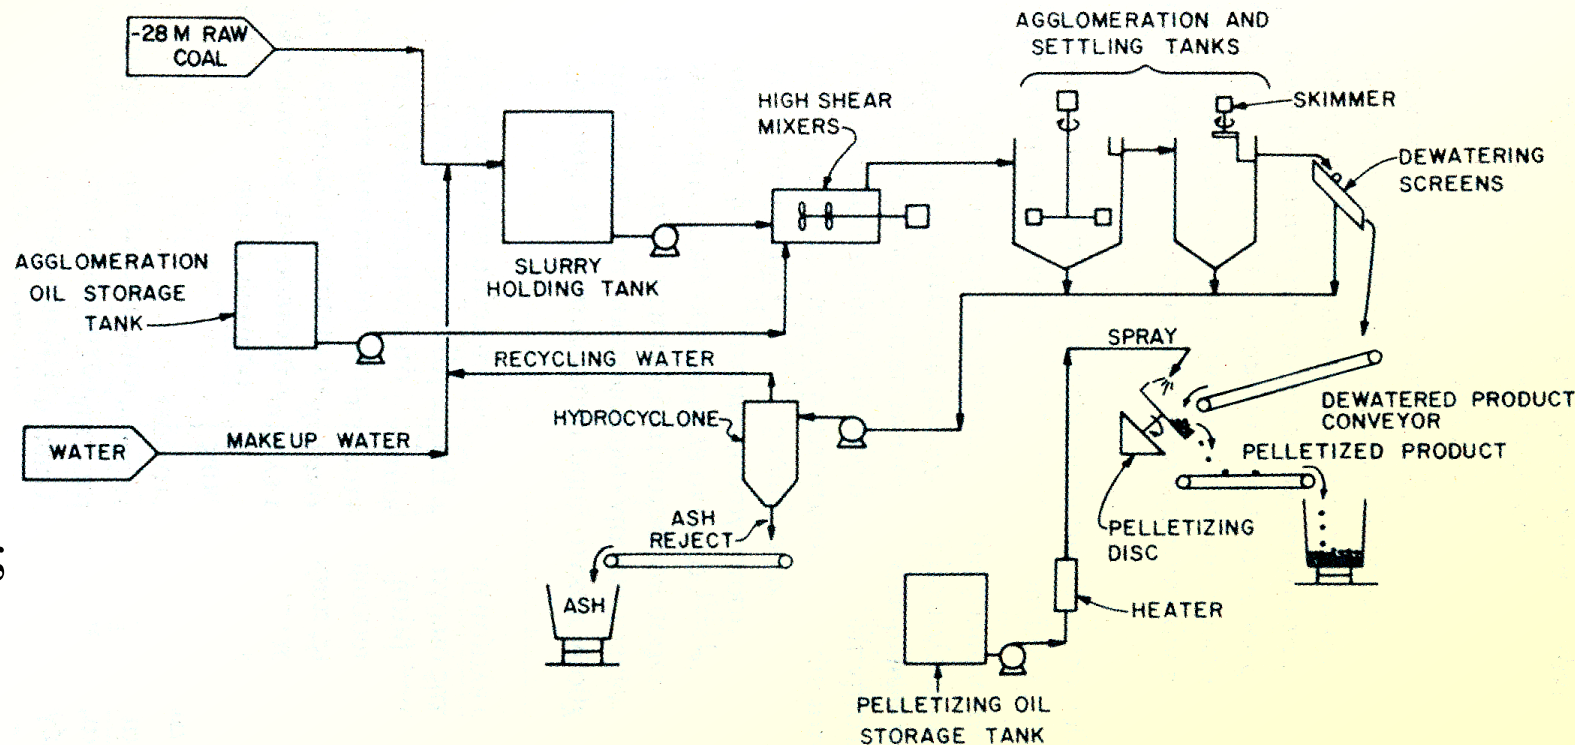 -28 M RAW
COAL
AGGLOMERATION AND
SETTLING TANKS
HIGH SHEAR
MIXERS
SKIMMER
DEWATERING
SCREENS
SLURRY
HOLDING TANK
AGGLOMERATION
OIL STORAGE
TANK
RECYCLING WATER
SPRAY
HYDROCYCLONE
DEWATERED PRODUCT
CONVEYOR
WATER
MAKEUP WATER
PELLETIZED PRODUCT
ASH
REJECT
PELLETIZING
DISC
ASH
HEATER
PELLETIZING OIL
STORAGE TANK